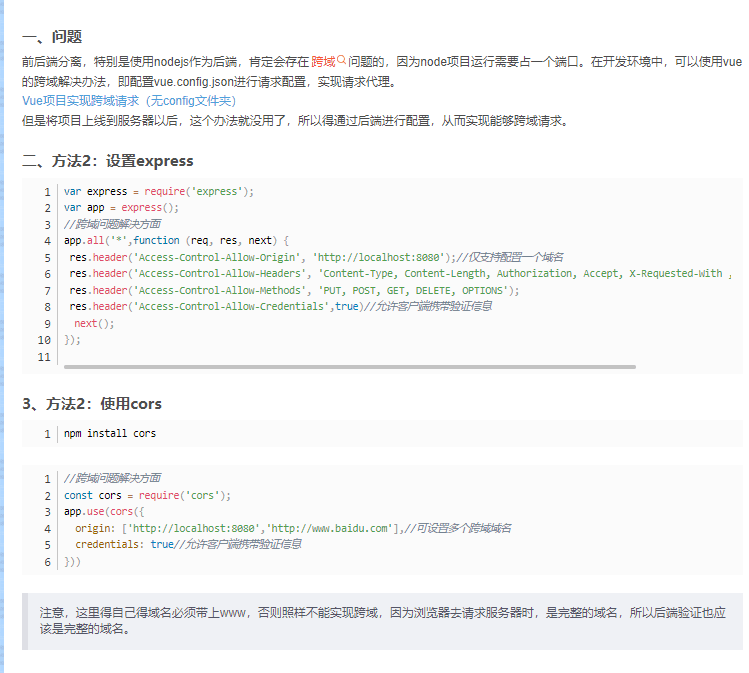 一、问题
前后端分离，特别是使用nodejs作为后端，肯定会存在跨域问题的，因为node项目运行需要占一个端口。在开发环境中，可以使用vue
的跨域解决办法，即配置vue.config.json进行请求配置，实现请求代理。
Vue项目实现跨域请求（无config文件夹）
但是将项目上线到服务器以后，这个办法就没用了，所以得通过后端进行配置，从而实现能够跨域请求。
二、方法2：设置express
1 var express = require('express');
2 var app = express();
3 //跨域问题解决方面
4 app.all('*',function (req, res, next) {
5 res.header('Access-Control-Allow-Origin', 'http://localhost:8080');//仅支持配置一个域名
6 res.header('Access-Control-Allow-Headers', 'Content-Type, Content-Length, Authorization, Accept, X-Requested-With ,
7 res.header('Access-Control-Allow-Methods', 'PUT, POST, GET, DELETE, OPTIONS');
8 res.header('Access-Control-Allow-Credentials',true)//允许客户端携带验证信息
9 next();
10 });
11
3、方法2：使用cors
1 npm install cors
1 //跨域问题解决方面
2 const cors = require('cors');
3 app.use(cors({
4 origin: ['http://localhost:8080','http://www.baidu.com'],//可设置多个跨域域名
5 credentials: true//允许客户端携带验证信息
6 }))
注意，这里得自己得域名必须带上www，否则照样不能实现跨域，因为浏览器去请求服务器时，是完整的域名，所以后端验证也应
该是完整的域名。